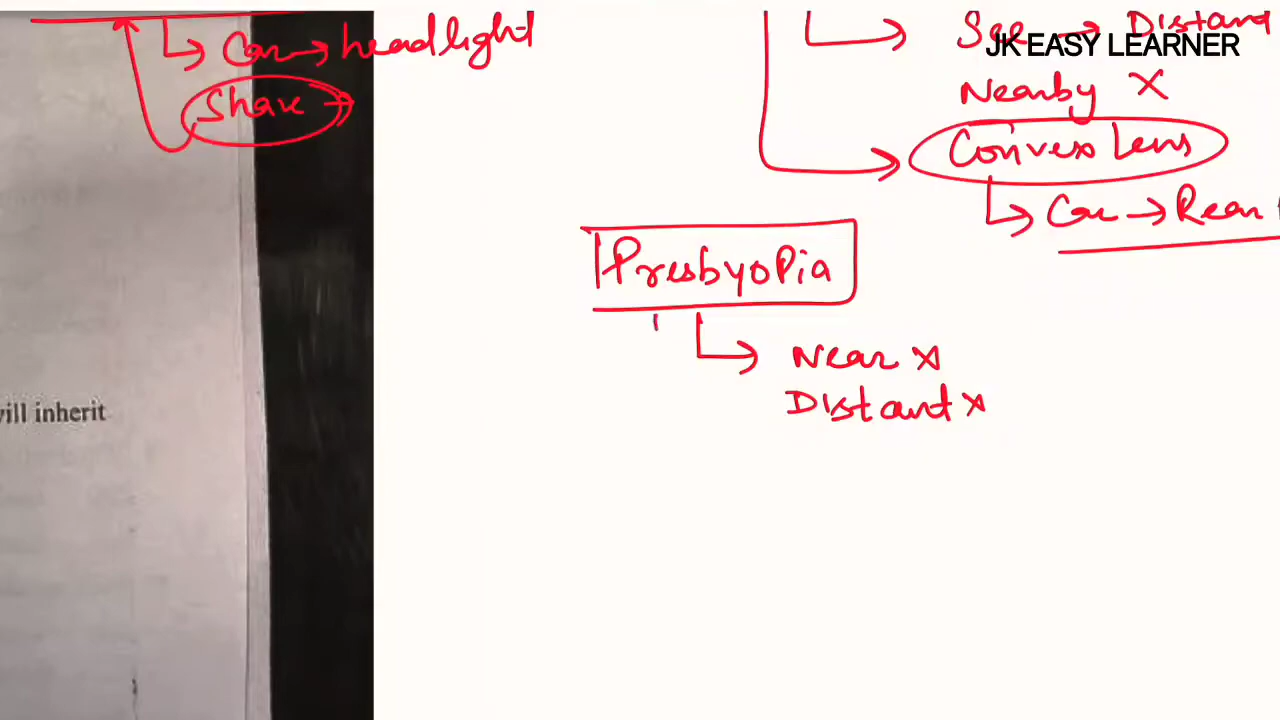 Car → headlight
Shave →
See → Distant
JK EASY LEARNER
Nearby X
Convex Lens
Car → Rear
Presbyopia
Near x
Distant x
will inherit